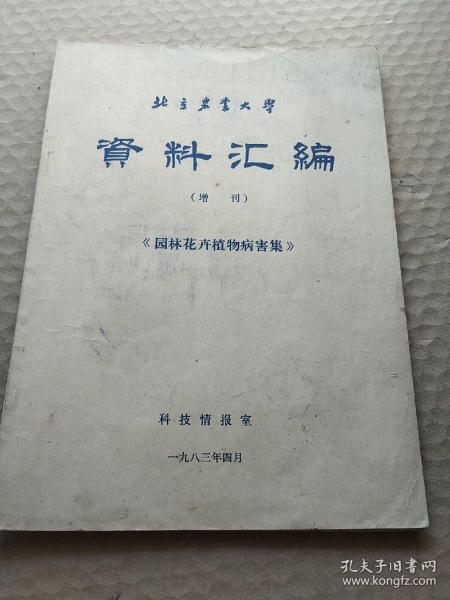 北京农业大学
資料汇編
（增 刊）
《园林花卉植物病害集》
科技情报室
一九八三年四月
孔夫子旧书网
www.kongfz.com